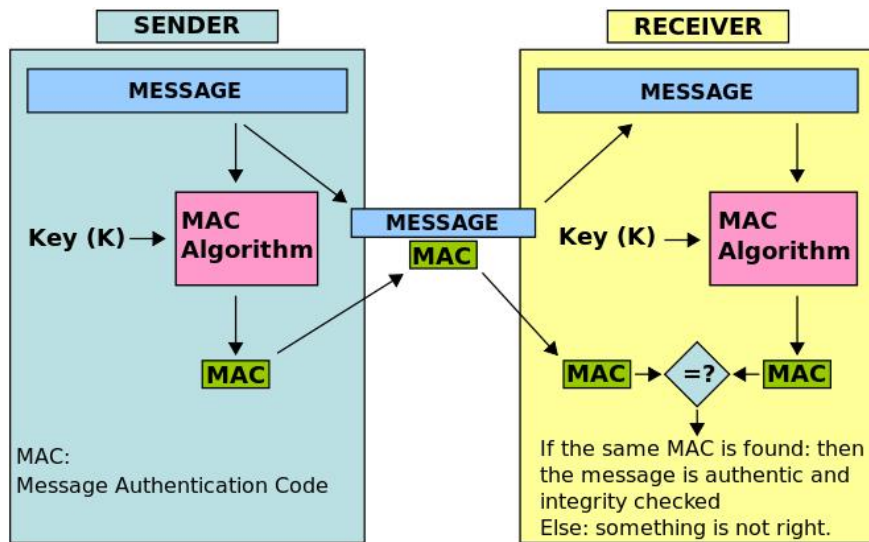 SENDER
MESSAGE
Key (K)
MAC
Algorithm
MAC
MAC:
Message Authentication Code
MESSAGE
MAC
RECEIVER
MESSAGE
Key (K)
MAC
Algorithm
MAC
=?
MAC
If the same MAC is found: then
the message is authentic and
integrity checked
Else: something is not right.